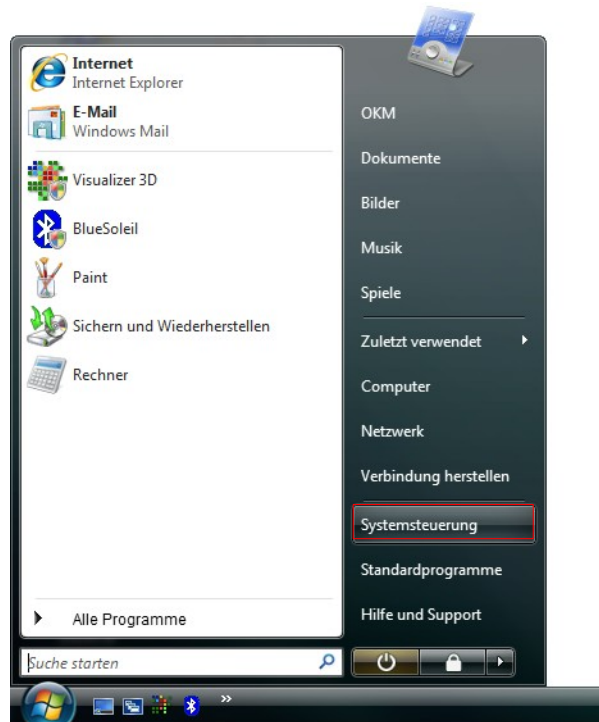 Internet
Internet Explorer
E-Mail
Windows Mail
Visualizer 3D
BlueSoleil
Paint
Sichern und Wiederherstellen
Rechner
Alle Programme
Suche starten
OKM
Dokumente
Bilder
Musik
Spiele
Zuletzt verwendet
Computer
Netzwerk
Verbindung herstellen
Systemsteuerung
Standardprogramme
Hilfe und Support